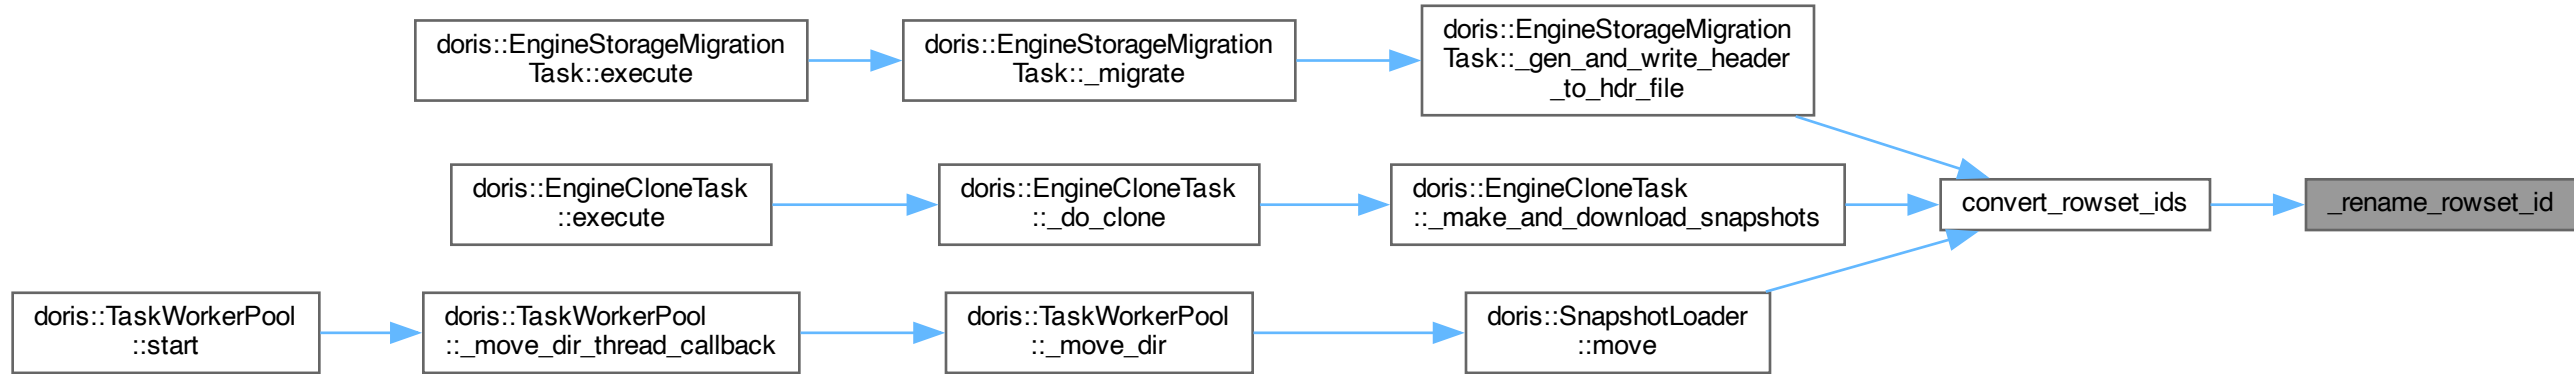 doris::EngineStorageMigration
Task::execute
doris::EngineStorageMigration
Task::_migrate
doris::EngineStorageMigration
Task::_gen_and_write_header
_to_hdr_file
doris::EngineCloneTask
::execute
doris::EngineCloneTask
::_do_clone
doris::EngineCloneTask
::_make_and_download_snapshots
convert_rowset_ids
_rename_rowset_id
doris::TaskWorkerPool
::start
doris::TaskWorkerPool
::_move_dir_thread_callback
doris::TaskWorkerPool
::_move_dir
doris::SnapshotLoader
::move